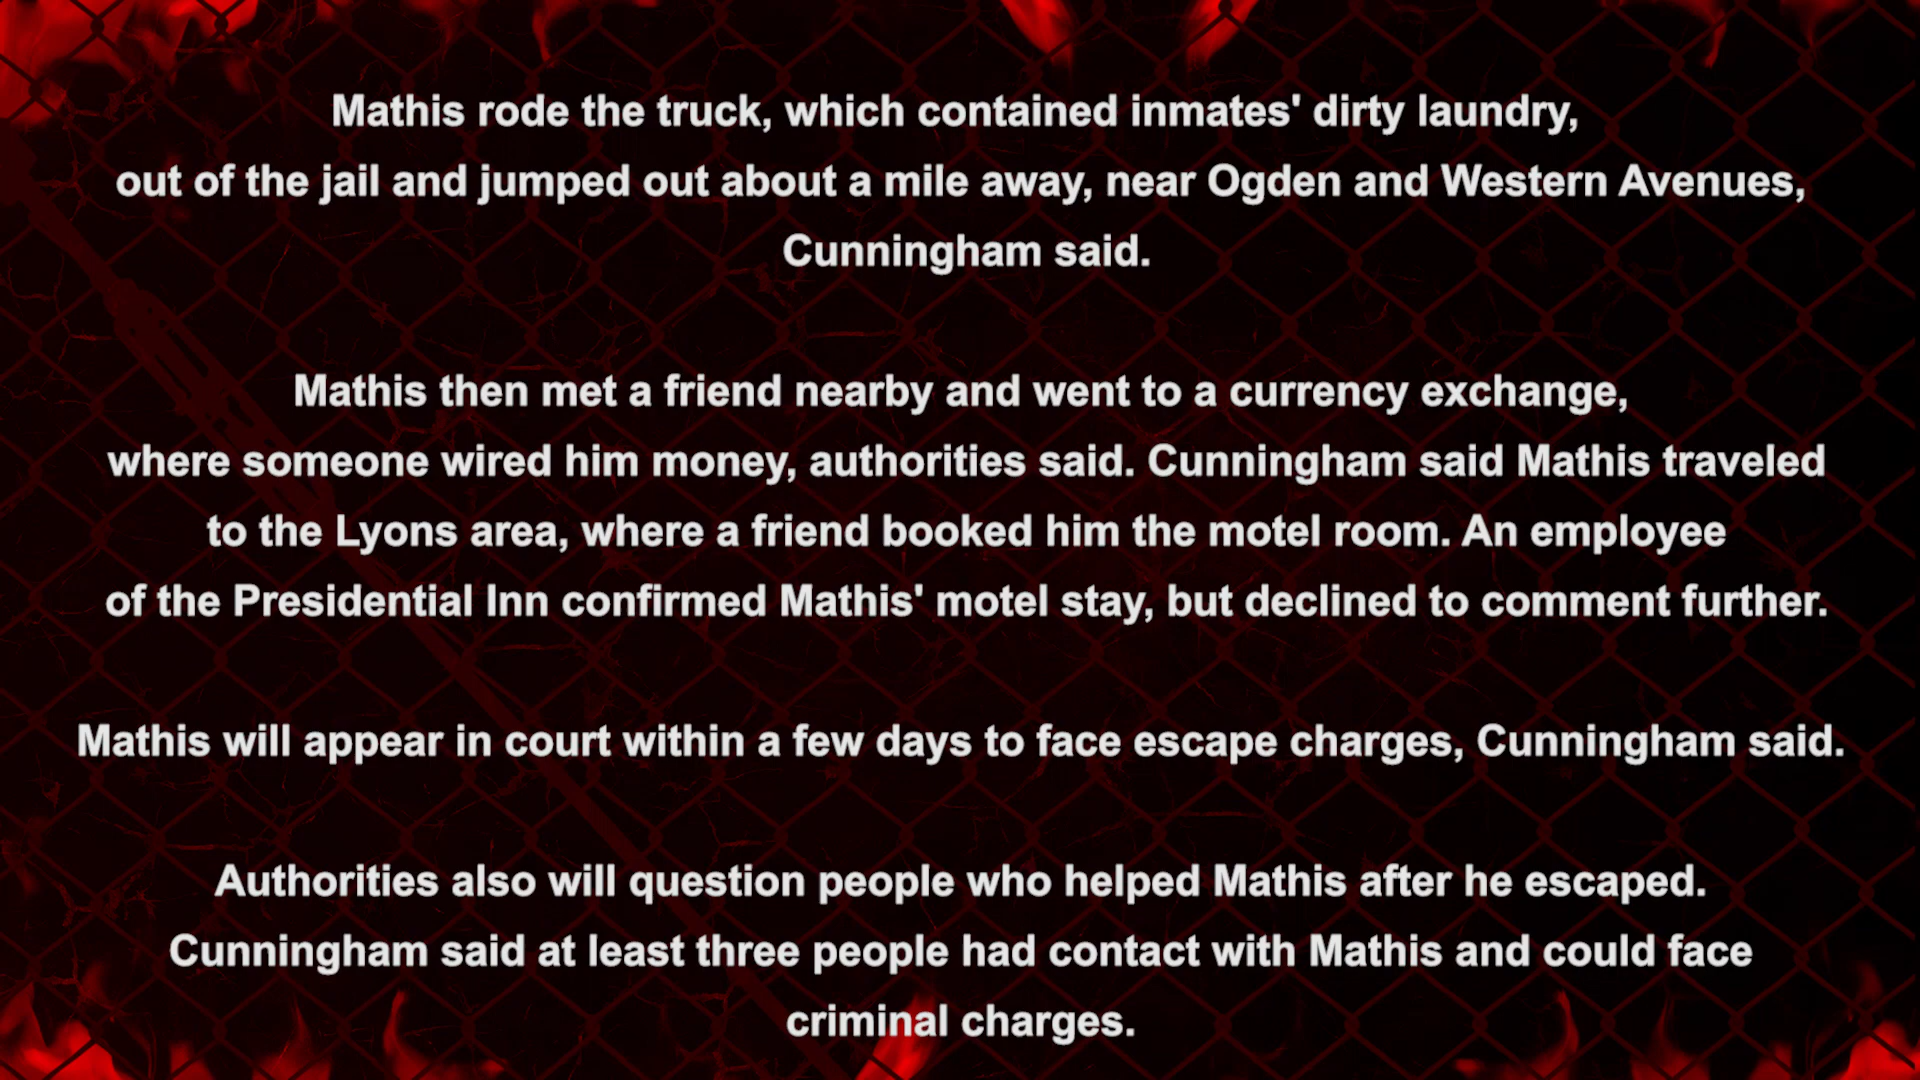 Mathis rode the truck, which contained inmates' dirty laundry,
out of the jail and jumped out about a mile away, near Ogden and Western Avenues,
Cunningham said.
Mathis then met a friend nearby and went to a currency exchange,
where someone wired him money, authorities said. Cunningham said Mathis traveled
to the Lyons area, where a friend booked him the motel room. An employee
of the Presidential Inn confirmed Mathis' motel stay, but declined to comment further.
Mathis will appear in court within a few days to face escape charges, Cunningham said.
Authorities also will question people who helped Mathis after he escaped.
Cunningham said at least three people had contact with Mathis and could face
criminal charges.